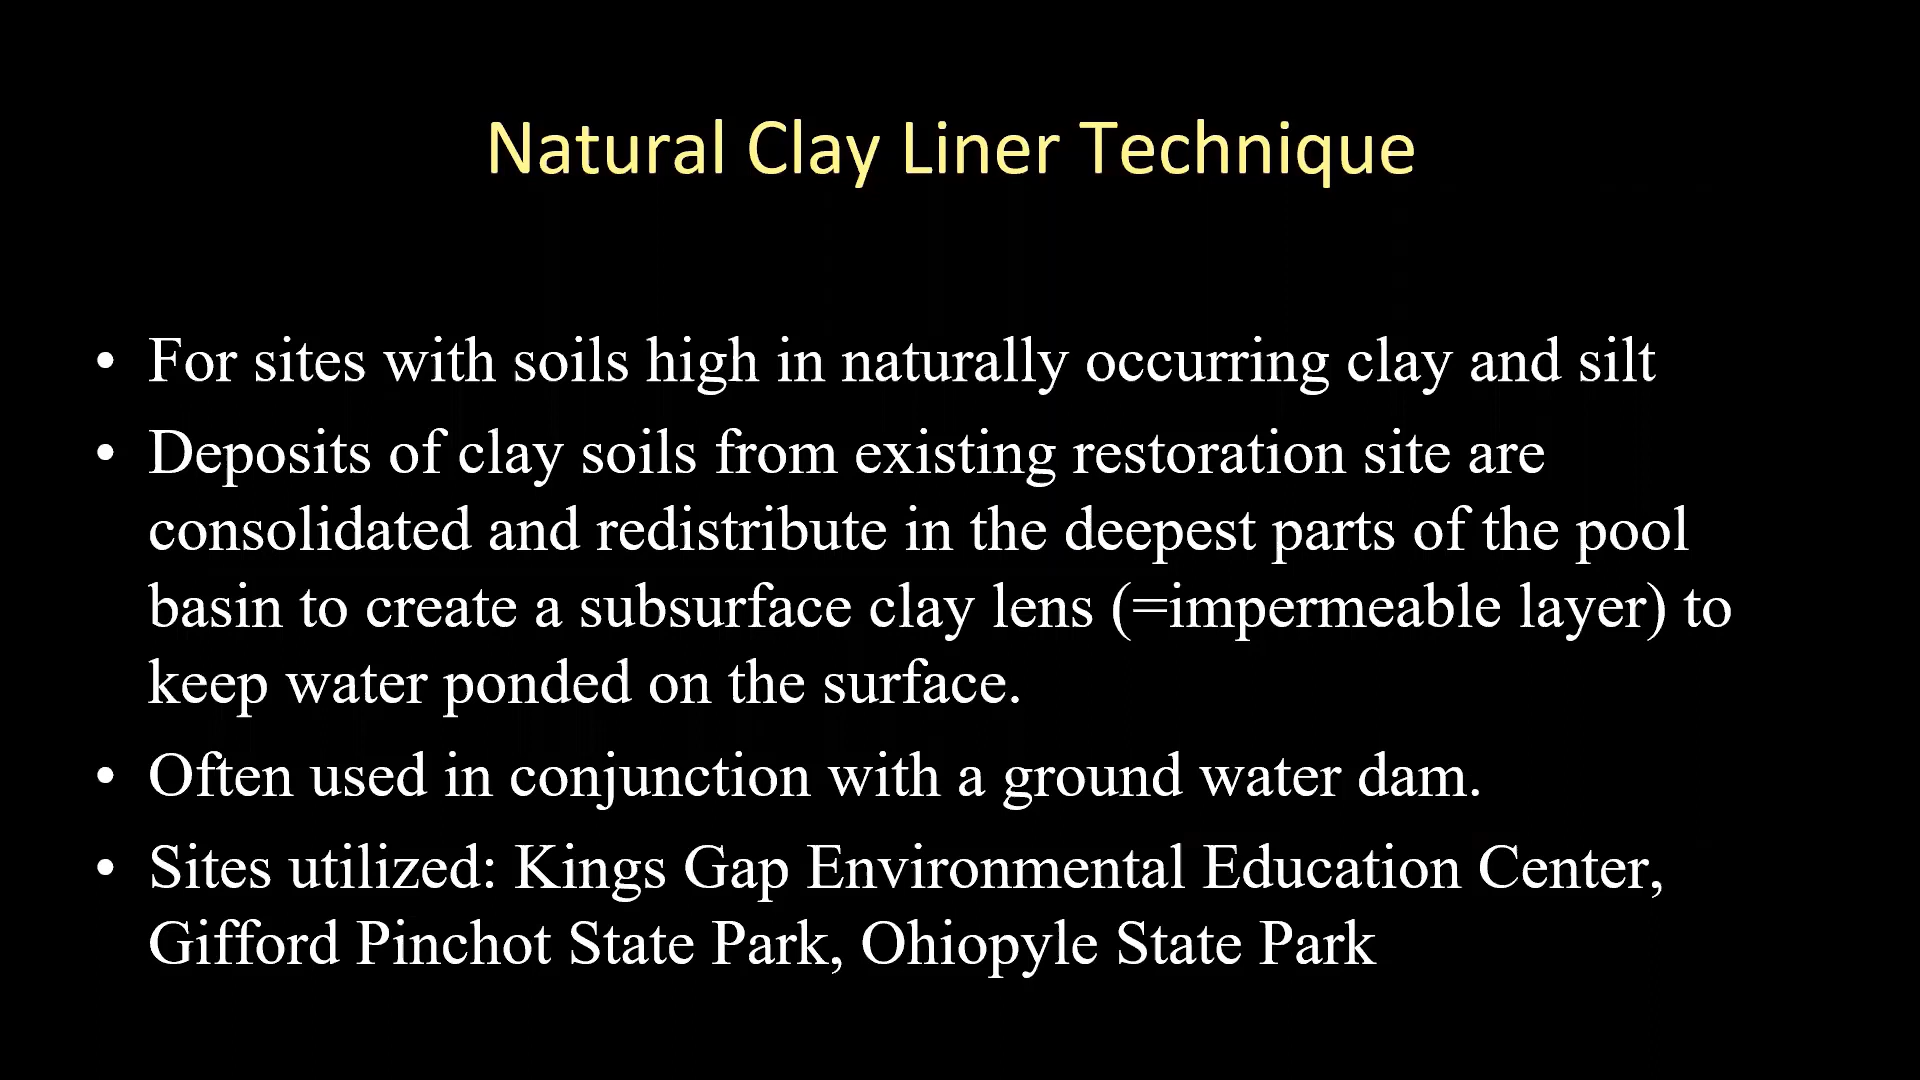 Natural Clay Liner Technique
• For sites with soils high in naturally occurring clay and silt
• Deposits of clay soils from existing restoration site are
consolidated and redistribute in the deepest parts of the pool
basin to create a subsurface clay lens (=impermeable layer) to
keep water ponded on the surface.
• Often used in conjunction with a ground water dam.
• Sites utilized: Kings Gap Environmental Education Center,
Gifford Pinchot State Park, Ohiopyle State Park